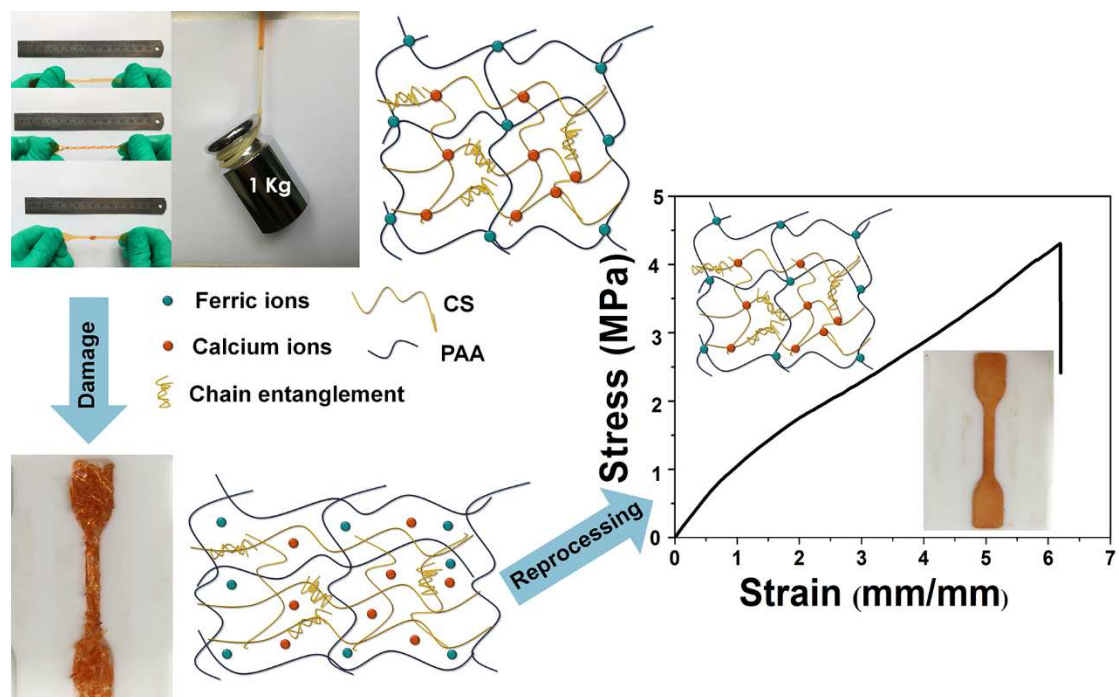 1 Kg
Ferric ions
CS
Calcium ions
PAA
Chain entanglement
Damage
Reprocessing
Stress (MPa)
5
4
3
2
1
0
0 1 2 3 4 5 6 7
Strain (mm/mm)